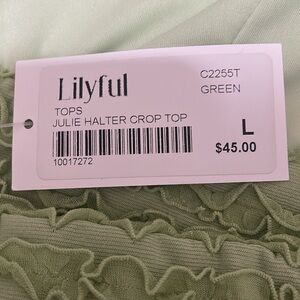 Lilyful
C2255T
TOPS
GREEN
JULIE HALTER CROP TOP
L
10017272
$45.00